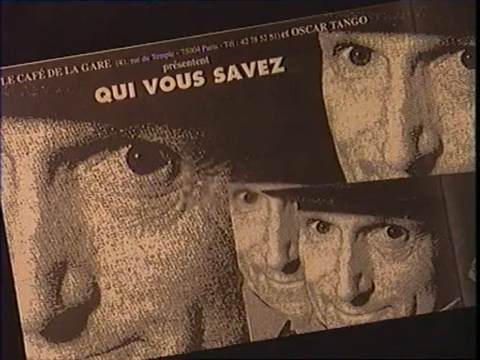 LE CAFÉ DE LA GARE (41, rue du Temple - 75004 Paris - Tél : 42 78 52 51) et OSCAR TANGO
présentent
QUI VOUS SAVEZ